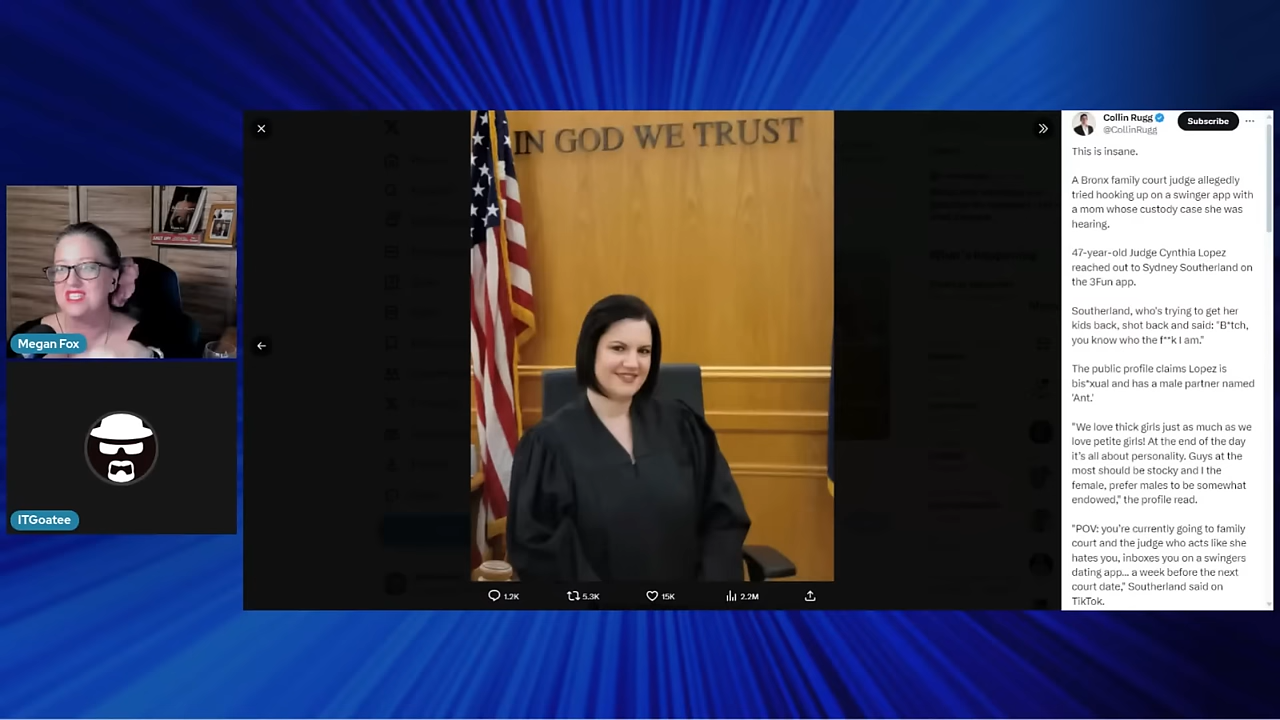 IN GOD WE TRUST
Megan Fox
ITGoatee
1.2K
5.3K
15K
2.2M
Collin Rugg
@CollinRugg
Subscribe
This is insane.
A Bronx family court judge allegedly
tried hooking up on a swinger app with
a mom whose custody case she was
hearing.
47-year-old Judge Cynthia Lopez
reached out to Sydney Southerland on
the 3Fun app.
Southerland, who's trying to get her
kids back, shot back and said: "B*tch,
you know who the f**k I am."
The public profile claims Lopez is
bis*xual and has a male partner named
'Ant.'
"We love thick girls just as much as we
love petite girls! At the end of the day
it's all about personality. Guys at the
most should be stocky and I the
female, prefer males to be somewhat
endowed," the profile read.
"POV: you're currently going to family
court and the judge who acts like she
hates you, inboxes you on a swingers
dating app... a week before the next
court date," Southerland said on
TikTok.